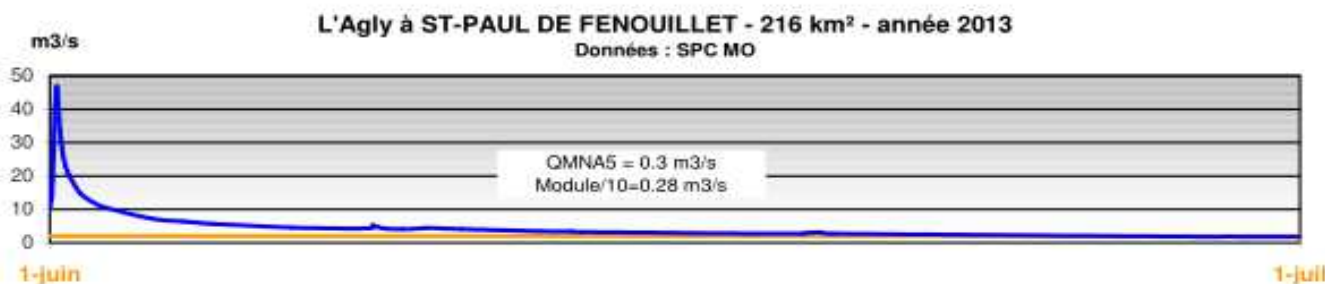 L'Agly à ST-PAUL DE FENOUILLET - 216 km² - année 2013
m3/s
Données : SPC MO
50
40
30
20
10
0
QMNA5 = 0.3 m3/s
Module/10=0.28 m3/s
1-juin
1-juil